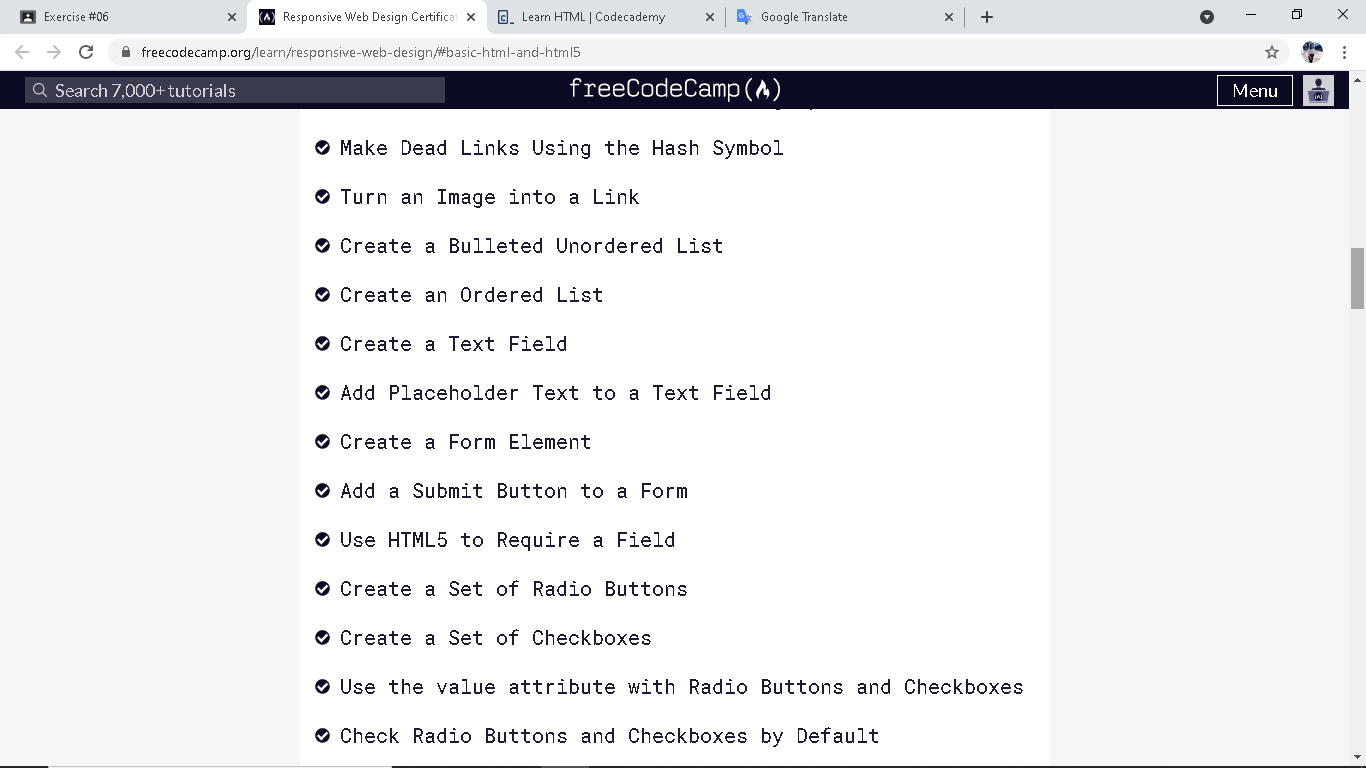 Exercise #06
Responsive Web Design Certificat
Learn HTML | Codecademy
Google Translate
freecodecamp.org/learn/responsive-web-design/#basic-html-and-html5
Search 7,000+ tutorials
freeCodeCamp
Menu
Make Dead Links Using the Hash Symbol
Turn an Image into a Link
Create a Bulleted Unordered List
Create an Ordered List
Create a Text Field
Add Placeholder Text to a Text Field
Create a Form Element
Add a Submit Button to a Form
Use HTML5 to Require a Field
Create a Set of Radio Buttons
Create a Set of Checkboxes
Use the value attribute with Radio Buttons and Checkboxes
Check Radio Buttons and Checkboxes by Default